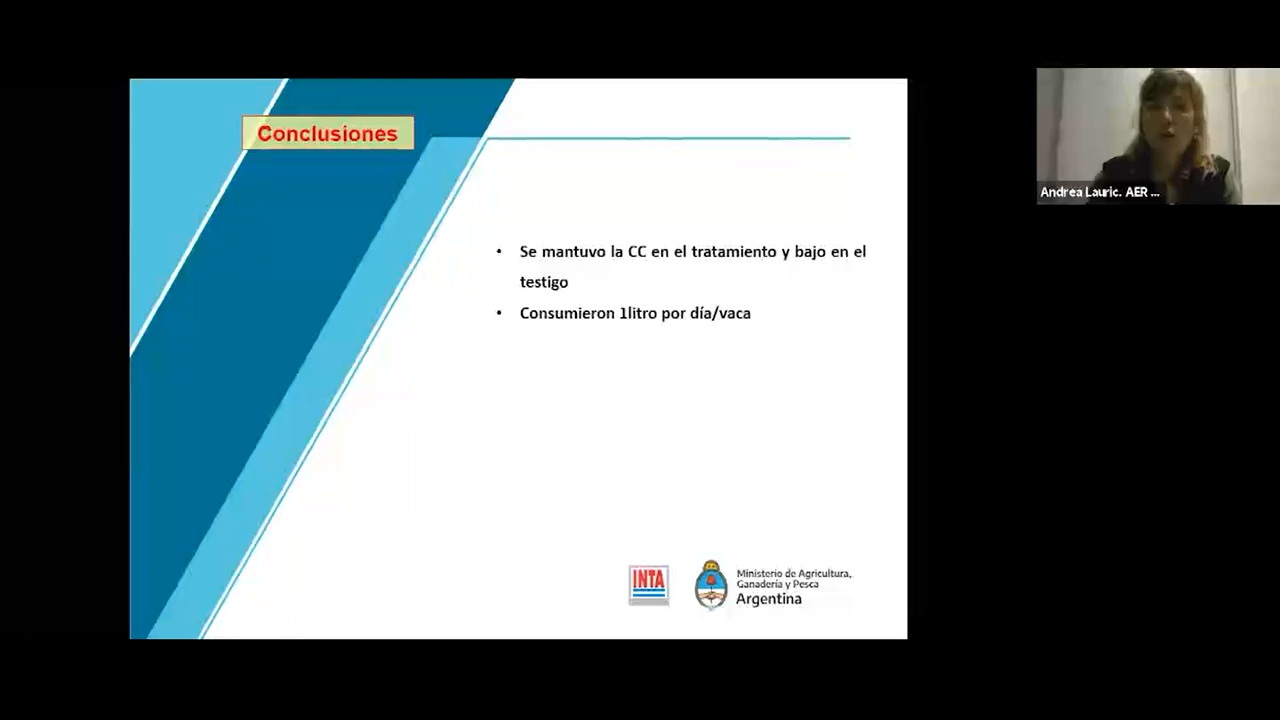 Conclusiones
Andrea Lauric. AER ...
• Se mantuvo la CC en el tratamiento y bajo en el
testigo
• Consumieron 1litro por día/vaca
INTA
Ministerio de Agricultura,
Ganadería y Pesca
Argentina